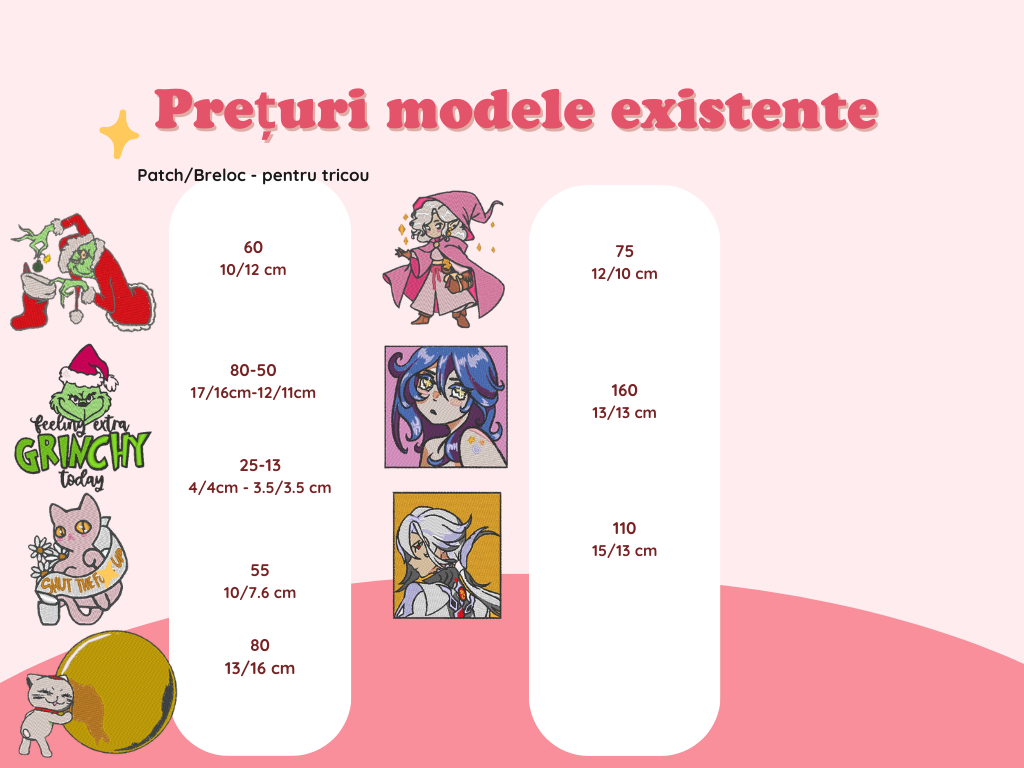 Prețuri modele existente
Patch/Breloc - pentru tricou
60
10/12 cm
80-50
17/16cm-12/11cm
25-13
4/4cm - 3.5/3.5 cm
55
10/7.6 cm
80
13/16 cm
feeling extra
GRINCHY
today
SHUT THE FU UP
75
12/10 cm
160
13/13 cm
110
15/13 cm